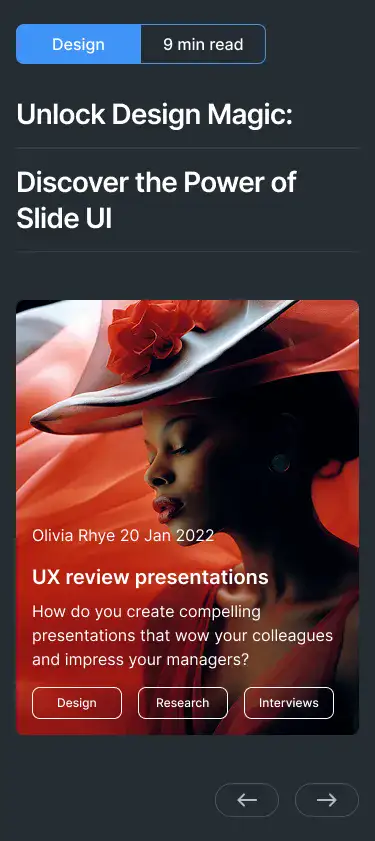 Design
9 min read
Unlock Design Magic:
Discover the Power of
Slide UI
Olivia Rhye 20 Jan 2022
UX review presentations
How do you create compelling
presentations that wow your colleagues
and impress your managers?
Design
Research
Interviews